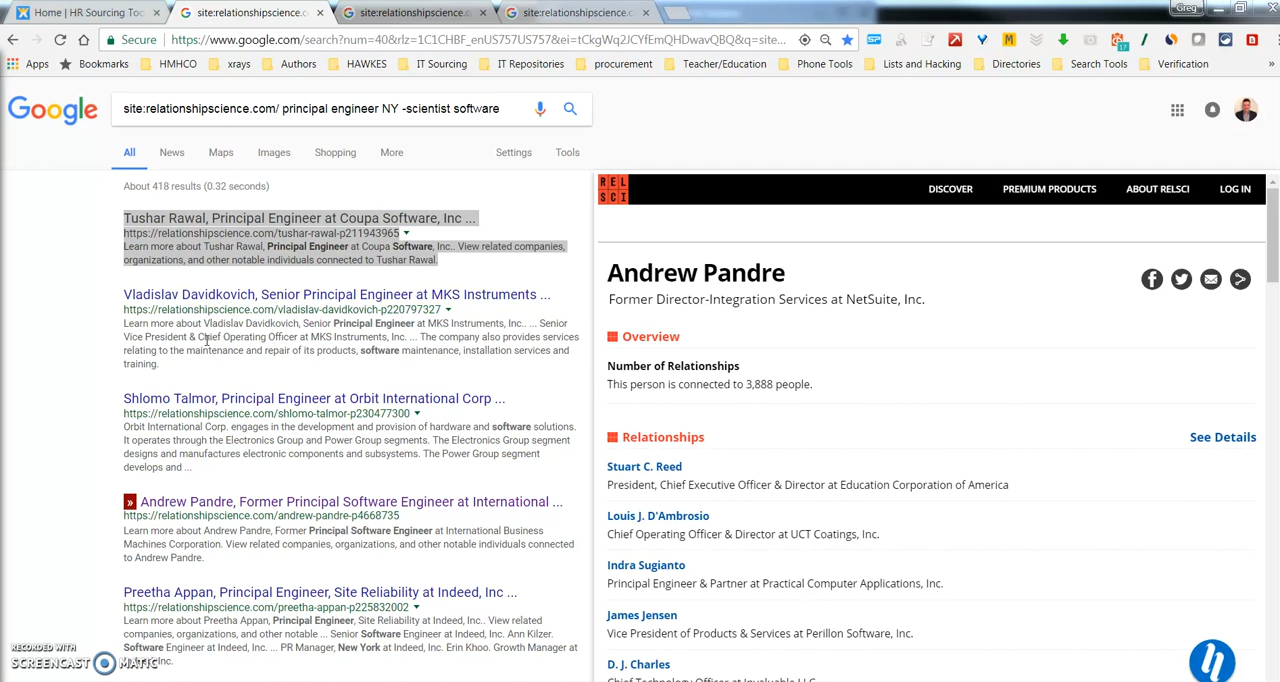 Home | HR Sourcing Too
site:relationshipscience.c
site:relationshipscience.c
site:relationshipscience.c
Greg
Secure
https://www.google.com/search?num=40&rlz=1C1CHBF_enUS757US757&ei=tCkgWq2JCYfEmQHDwavQBQ&q=site...
Apps
Bookmarks
HMHCO
xrays
Authors
HAWKES
IT Sourcing
IT Repositories
procurement
Teacher/Education
Phone Tools
Lists and Hacking
Directories
Search Tools
Verification
Google
site:relationshipscience.com/ principal engineer NY -scientist software
All
News
Maps
Images
Shopping
More
Settings
Tools
About 418 results (0.32 seconds)
Tushar Rawal, Principal Engineer at Coupa Software, Inc ...
https://relationshipscience.com/tushar-rawal-p211943965
Learn more about Tushar Rawal, Principal Engineer at Coupa Software, Inc.. View related companies,
organizations, and other notable individuals connected to Tushar Rawal.
Vladislav Davidkovich, Senior Principal Engineer at MKS Instruments ...
https://relationshipscience.com/vladislav-davidkovich-p220797327
Learn more about Vladislav Davidkovich, Senior Principal Engineer at MKS Instruments, Inc.. ... Senior
Vice President & Chief Operating Officer at MKS Instruments, Inc. ... The company also provides services
relating to the maintenance and repair of its products, software maintenance, installation services and
training.
Shlomo Talmor, Principal Engineer at Orbit International Corp ...
https://relationshipscience.com/shlomo-talmor-p230477300
Orbit International Corp. engages in the development and provision of hardware and software solutions.
It operates through the Electronics Group and Power Group segments. The Electronics Group segment
designs and manufactures electronic components and subsystems. The Power Group segment
develops and ...
» Andrew Pandre, Former Principal Software Engineer at International ...
https://relationshipscience.com/andrew-pandre-p4668735
Learn more about Andrew Pandre, Former Principal Software Engineer at International Business
Machines Corporation. View related companies, organizations, and other notable individuals connected
to Andrew Pandre.
Preetha Appan, Principal Engineer, Site Reliability at Indeed, Inc ...
https://relationshipscience.com/preetha-appan-p225832002
Learn more about Preetha Appan, Principal Engineer, Site Reliability at Indeed, Inc.. View related
companies, organizations, and other notable ... Senior Software Engineer at Indeed, Inc. Ann Kilzer.
Software Engineer at Indeed, Inc. ... PR Manager, New York at Indeed, Inc. Erin Khoo. Growth Manager at
Inc.
RECORDED WITH
SCREENCAST MATIC
REL
SCI
DISCOVER
PREMIUM PRODUCTS
ABOUT RELSCI
LOG IN
Andrew Pandre
Former Director-Integration Services at NetSuite, Inc.
Overview
Number of Relationships
This person is connected to 3,888 people.
Relationships
See Details
Stuart C. Reed
President, Chief Executive Officer & Director at Education Corporation of America
Louis J. D'Ambrosio
Chief Operating Officer & Director at UCT Coatings, Inc.
Indra Sugianto
Principal Engineer & Partner at Practical Computer Applications, Inc.
James Jensen
Vice President of Products & Services at Perillon Software, Inc.
D. J. Charles
Chief Technology Officer at Invaluable LLC